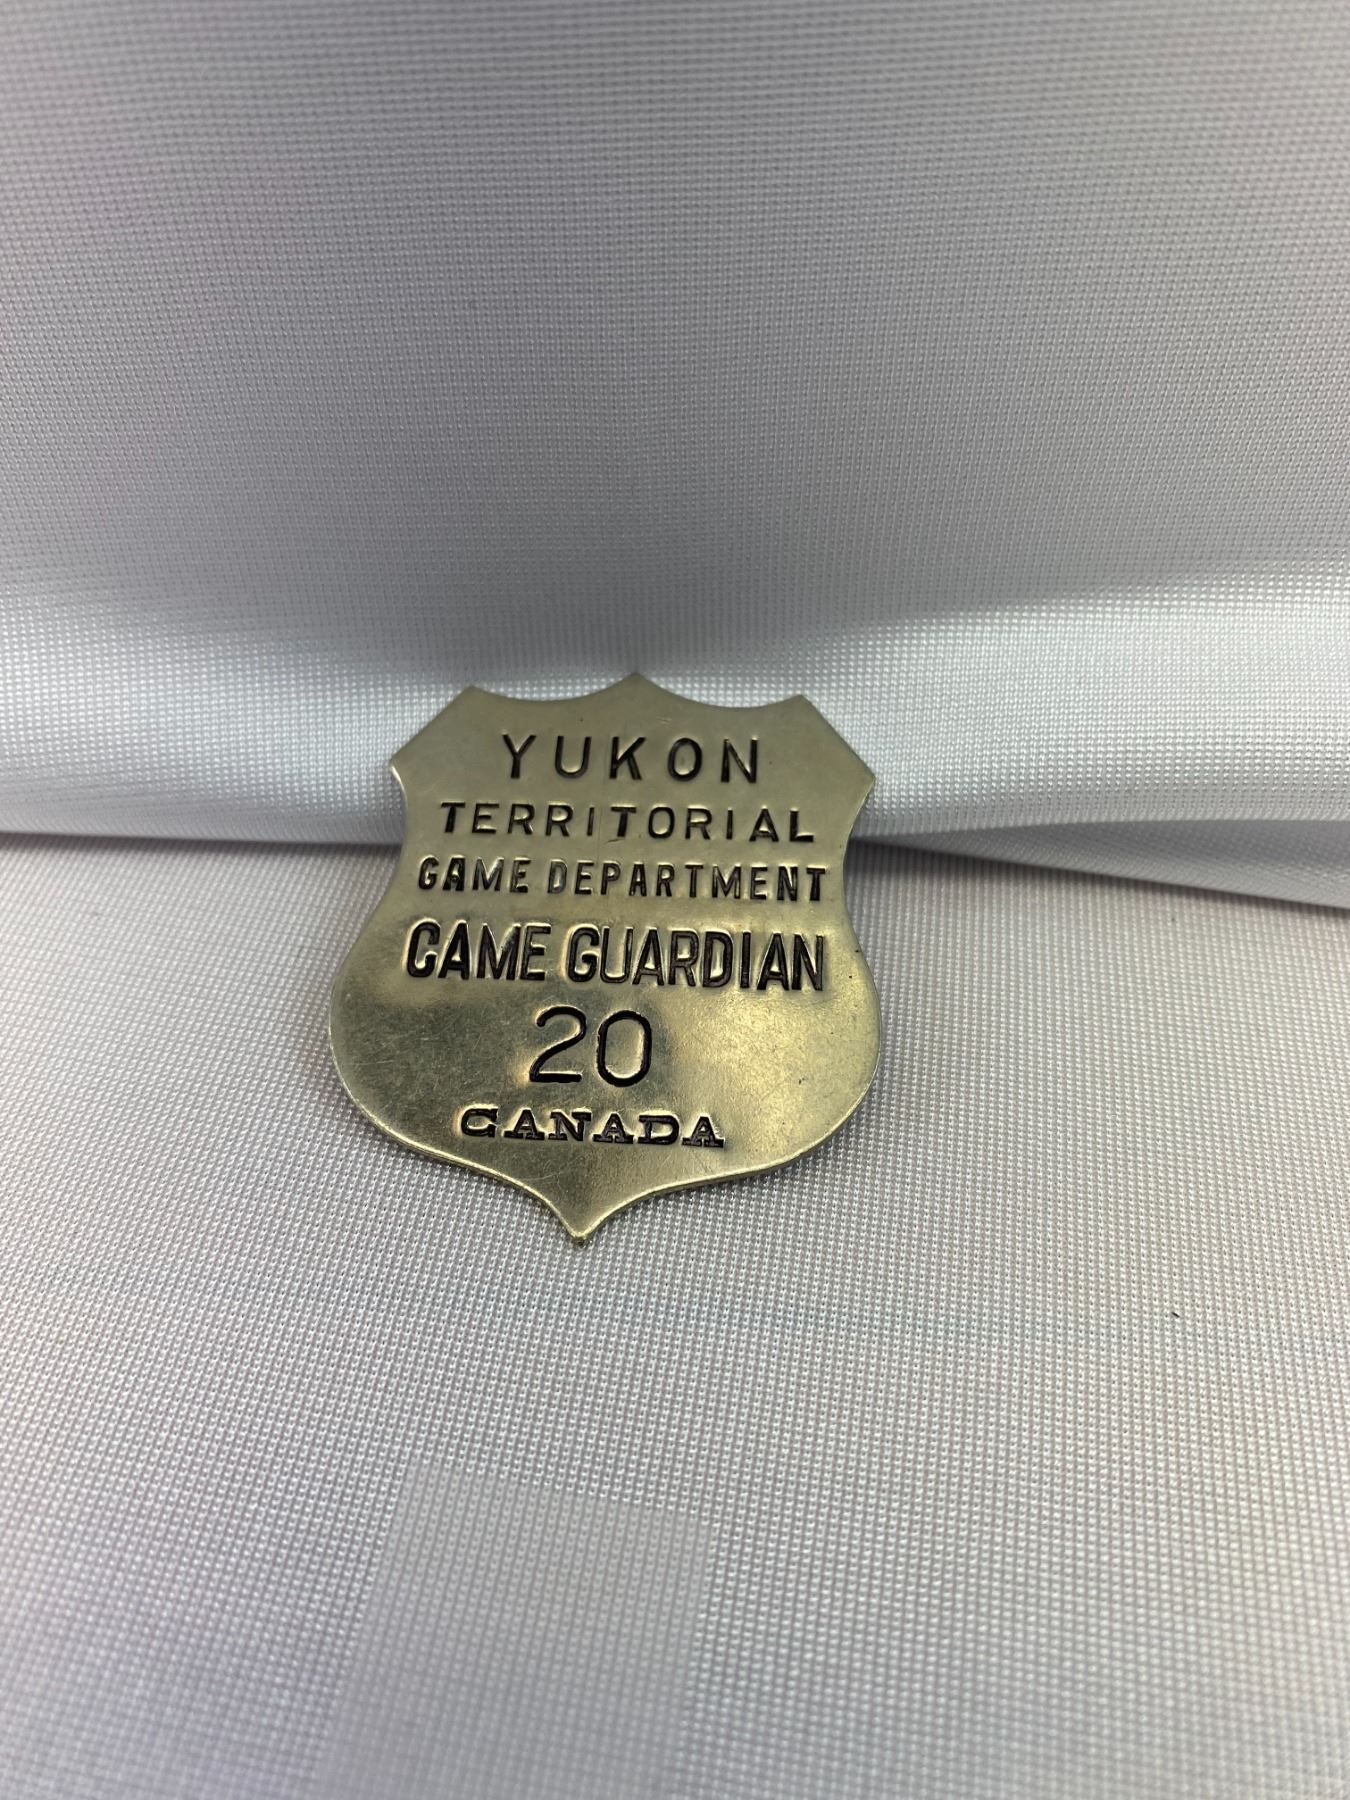 YUKON
TERRITORIAL
GAME DEPARTMENT
GAME GUARDIAN
20
CANADA